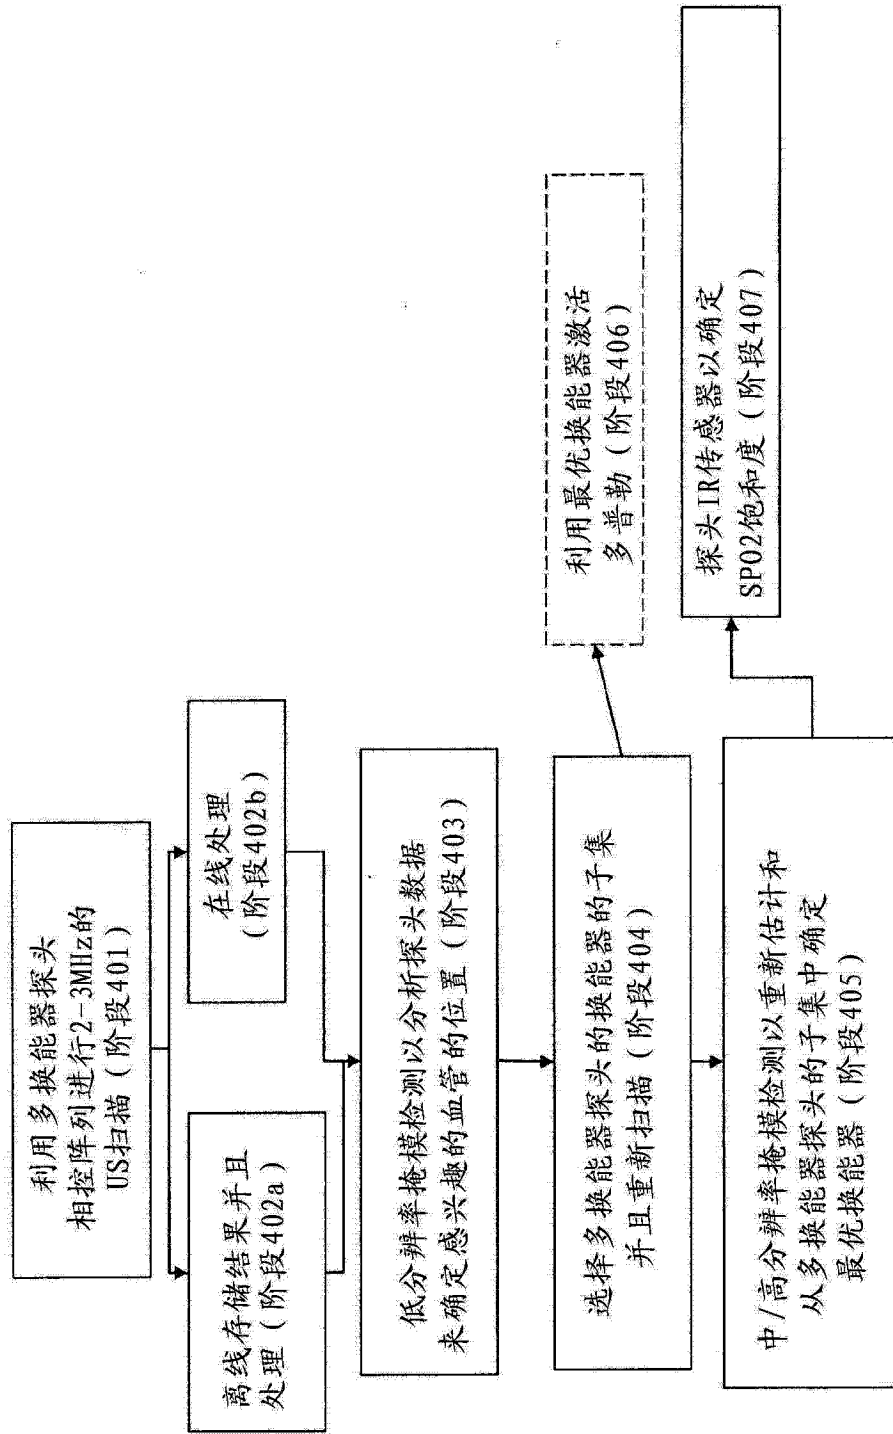 利用多换能器探头
相控阵列进行2-3MHz的
US扫描（阶段401）
离线存储结果并且
处理（阶段402a）
在线处理
（阶段402b）
低分辨率掩模检测以分析探头数据
来确定感兴趣的血管的位置（阶段403）
选择多换能器探头的换能器的子集
并且重新扫描（阶段404）
利用最优换能器激活
多普勒（阶段406）
中/高分辨率掩模检测以重新估计和
从多换能器探头的子集中确定
最优换能器（阶段405）
探头IR传感器以确定
SPO2饱和度（阶段407）